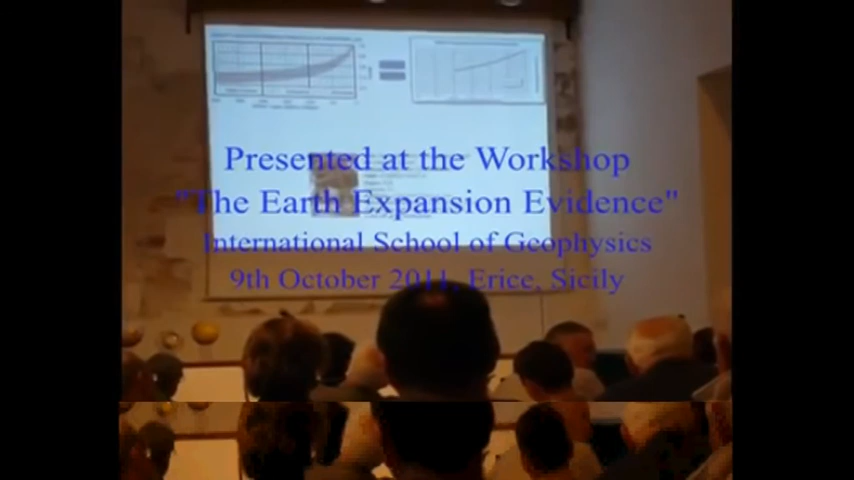 Presented at the Workshop
"The Earth Expansion Evidence"
International School of Geophysics
9th October 2011, Erice, Sicily